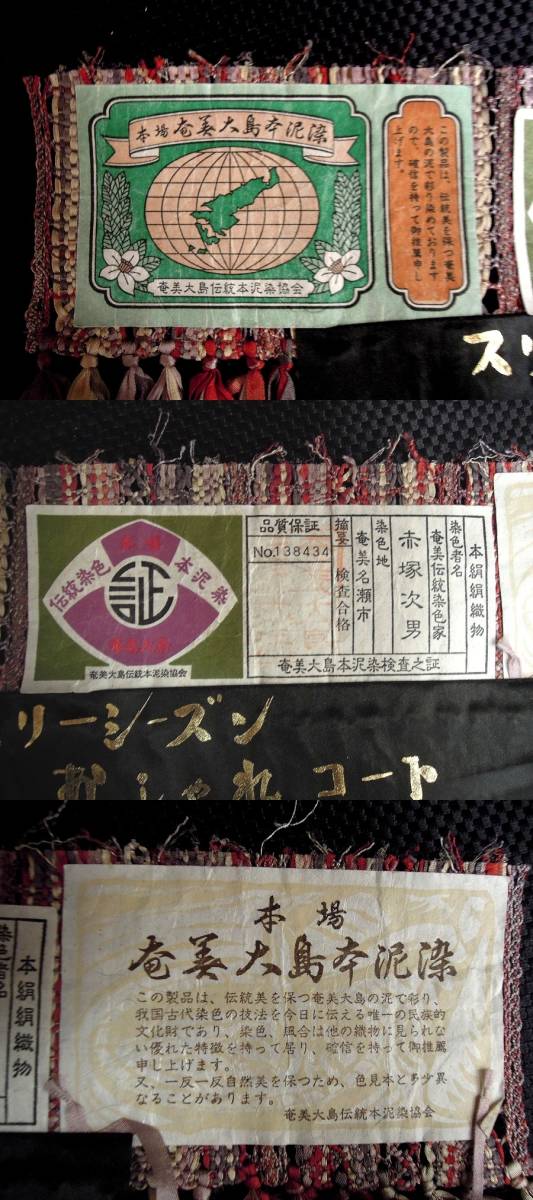 本場奄美大島本泥染
奄美大島伝統本泥染協会
この製品は、伝統美を保つ奄美
大島の泥で彩り染めております
ので、確信を持って御推薦申し
上げます。
伝統染色
本場
本泥染
証
奄美大島
奄美大島伝統本泥染協会
品質保証
No.138434
摘要 検査合格
染色地
奄美名瀬市
染色者名
奄美伝統染色家
赤塚次男
本絹絹織物
奄美大島本泥染検査之証
リーシーズン
おしゃれコート
本絹絹織物
本場
奄美大島本泥染
この製品は、伝統美を保つ奄美大島の泥で彩り、
我国古代染色の技法を今日に伝える唯一の民族的
文化財であり、染色、風合は他の織物に見られな
い優れた特徴を持って居り、確信を持って御推薦
申し上げます。
又、一反一反自然美を保つため、色見本と多少異
なることがあります。
奄美大島伝統本泥染協会